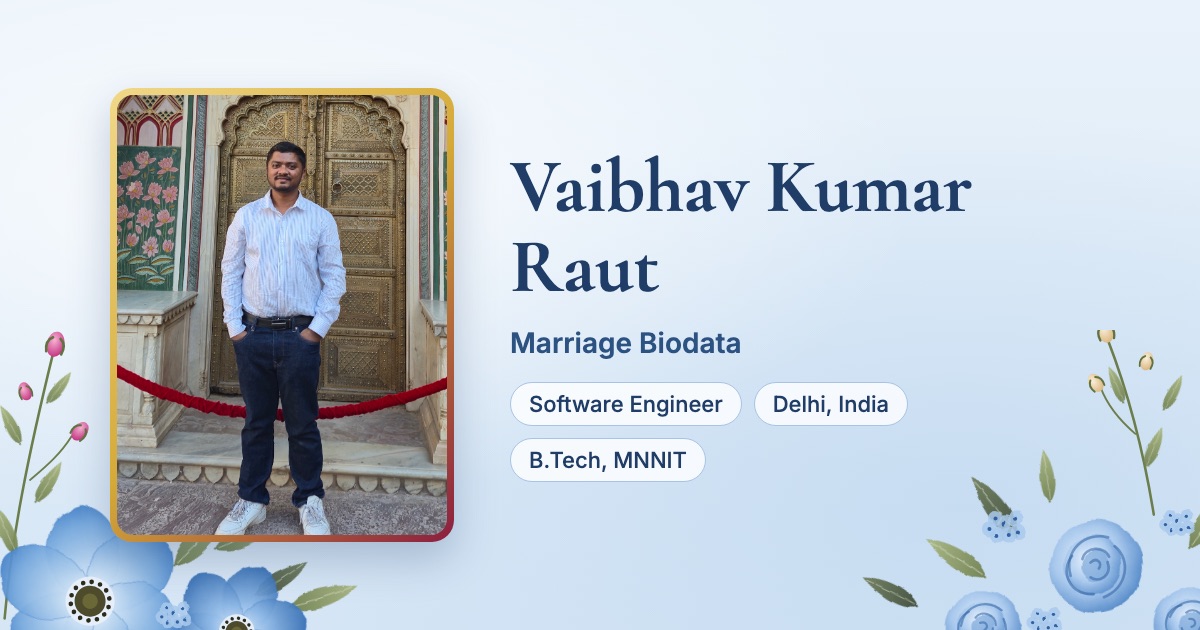 Vaibhav Kumar
Raut
Marriage Biodata
Software Engineer
Delhi, India
B.Tech, MNNIT